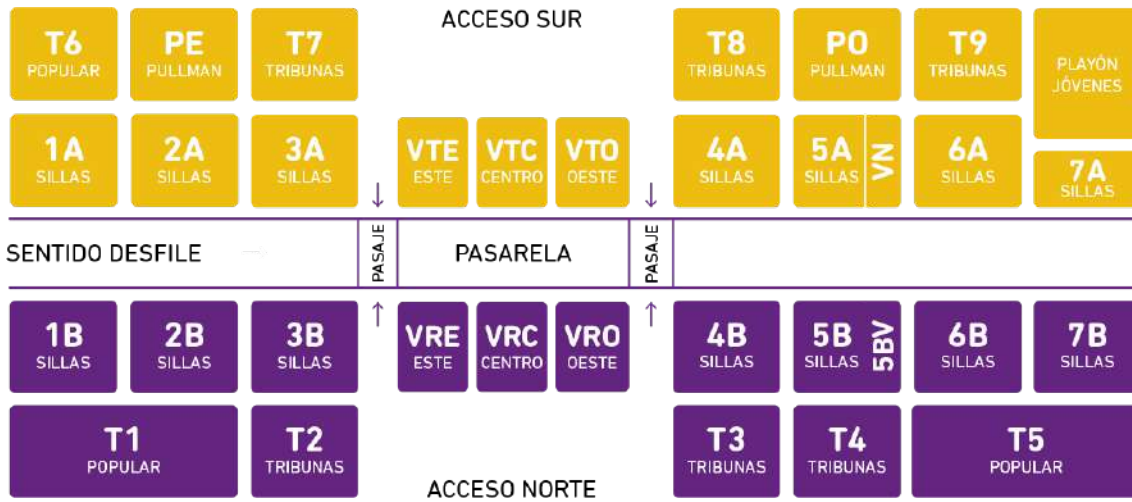 ACCESO SUR
T6
POPULAR
PE
PULLMAN
T7
TRIBUNAS
T8
TRIBUNAS
PO
PULLMAN
T9
TRIBUNAS
PLAYÓN
JÓVENES
1A
SILLAS
2A
SILLAS
3A
SILLAS
VTE
ESTE
VTC
CENTRO
VTO
OESTE
4A
SILLAS
5A
SILLAS
VN
6A
SILLAS
7A
SILLAS
SENTIDO DESFILE
PASAJE
PASARELA
PASAJE
1B
SILLAS
2B
SILLAS
3B
SILLAS
VRE
ESTE
VRC
CENTRO
VRO
OESTE
4B
SILLAS
5B
SILLAS
5BV
6B
SILLAS
7B
SILLAS
T1
POPULAR
T2
TRIBUNAS
T3
TRIBUNAS
T4
TRIBUNAS
T5
POPULAR
ACCESO NORTE